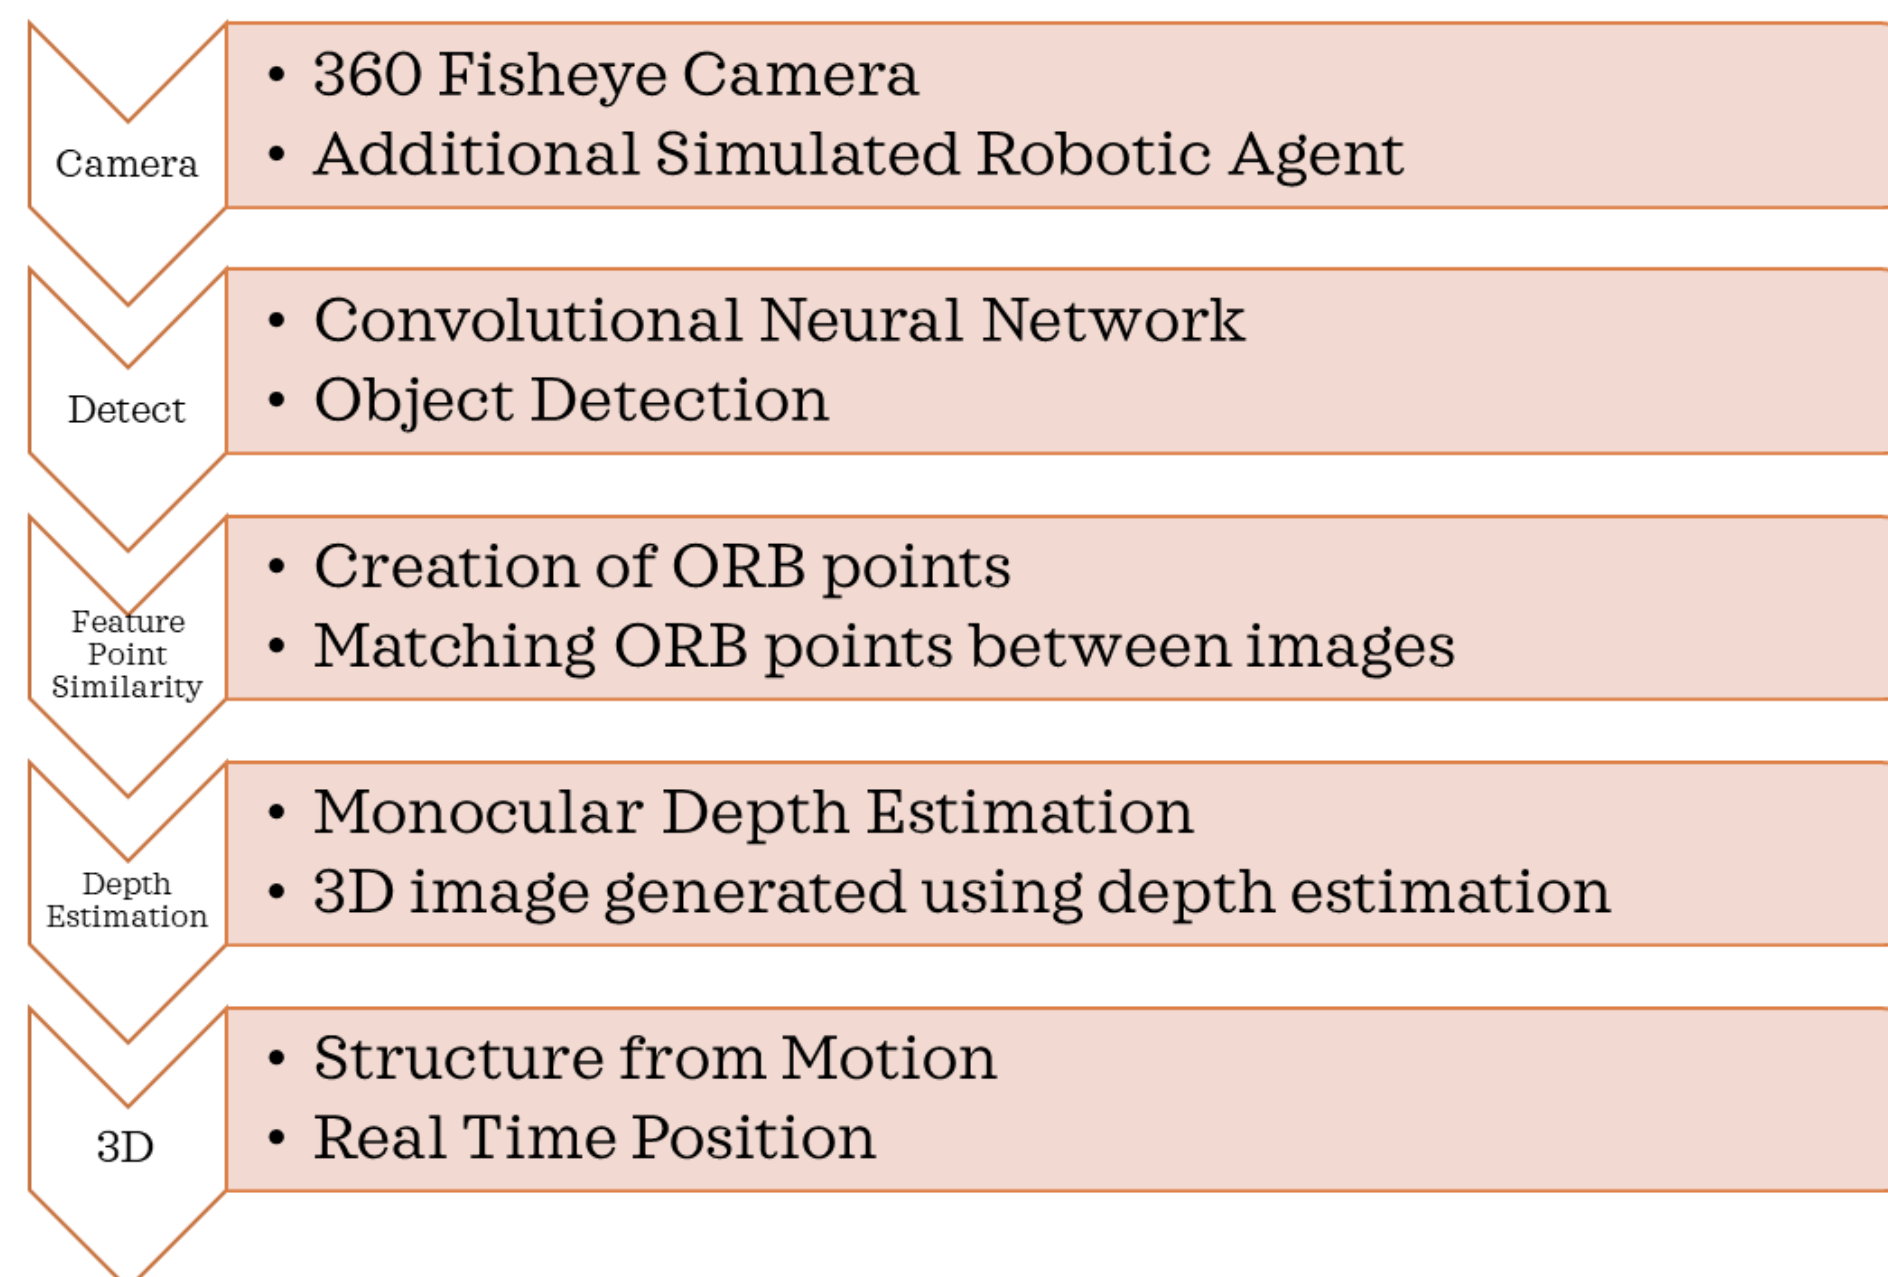 Camera
• 360 Fisheye Camera
• Additional Simulated Robotic Agent
Detect
• Convolutional Neural Network
• Object Detection
Feature
Point
Similarity
• Creation of ORB points
• Matching ORB points between images
Depth
Estimation
• Monocular Depth Estimation
• 3D image generated using depth estimation
3D
• Structure from Motion
• Real Time Position